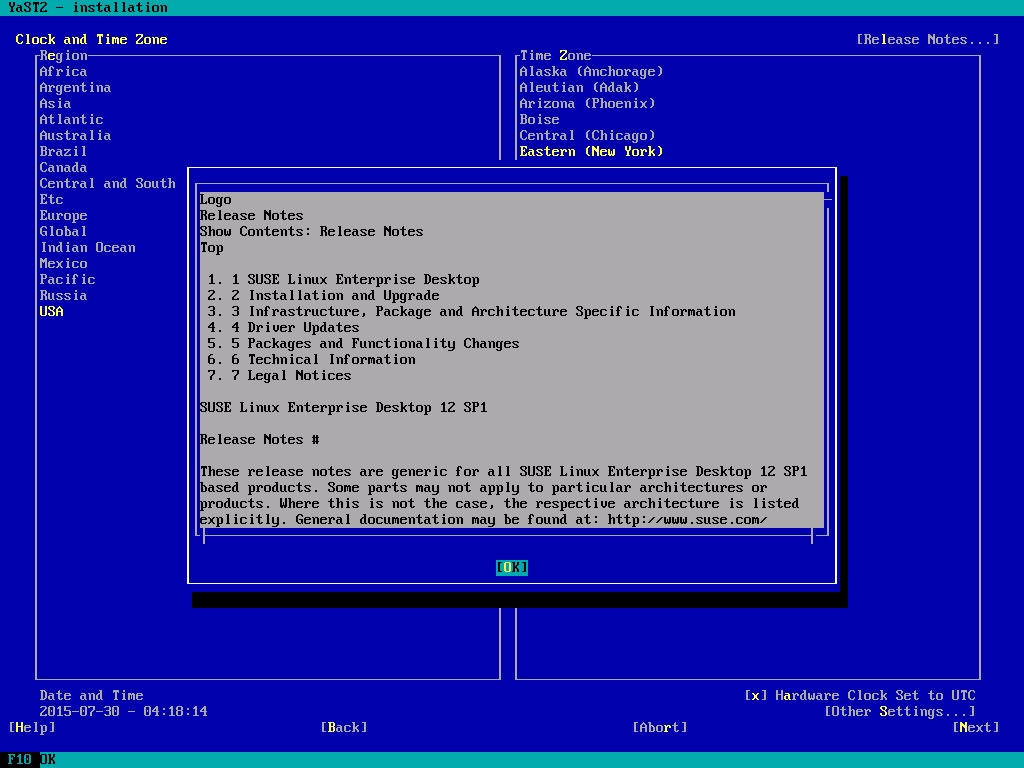 YaST2 - installation
Clock and Time Zone
[Release Notes...]
Region
Africa
Argentina
Asia
Atlantic
Australia
Brazil
Canada
Central and South
Etc
Europe
Global
Indian Ocean
Mexico
Pacific
Russia
USA
Time Zone
Alaska (Anchorage)
Aleutian (Adak)
Arizona (Phoenix)
Boise
Central (Chicago)
Eastern (New York)
Logo
Release Notes
Show Contents: Release Notes
Top
1. 1 SUSE Linux Enterprise Desktop
2. 2 Installation and Upgrade
3. 3 Infrastructure, Package and Architecture Specific Information
4. 4 Driver Updates
5. 5 Packages and Functionality Changes
6. 6 Technical Information
7. 7 Legal Notices
SUSE Linux Enterprise Desktop 12 SP1
Release Notes #
These release notes are generic for all SUSE Linux Enterprise Desktop 12 SP1
based products. Some parts may not apply to particular architectures or
products. Where this is not the case, the respective architecture is listed
explicitly. General documentation may be found at: http://www.suse.com/
[OK]
Date and Time
2015-07-30 - 04:18:14
[x] Hardware Clock Set to UTC
[Other Settings...]
[Help]
[Back]
[Abort]
[Next]
F10 OK